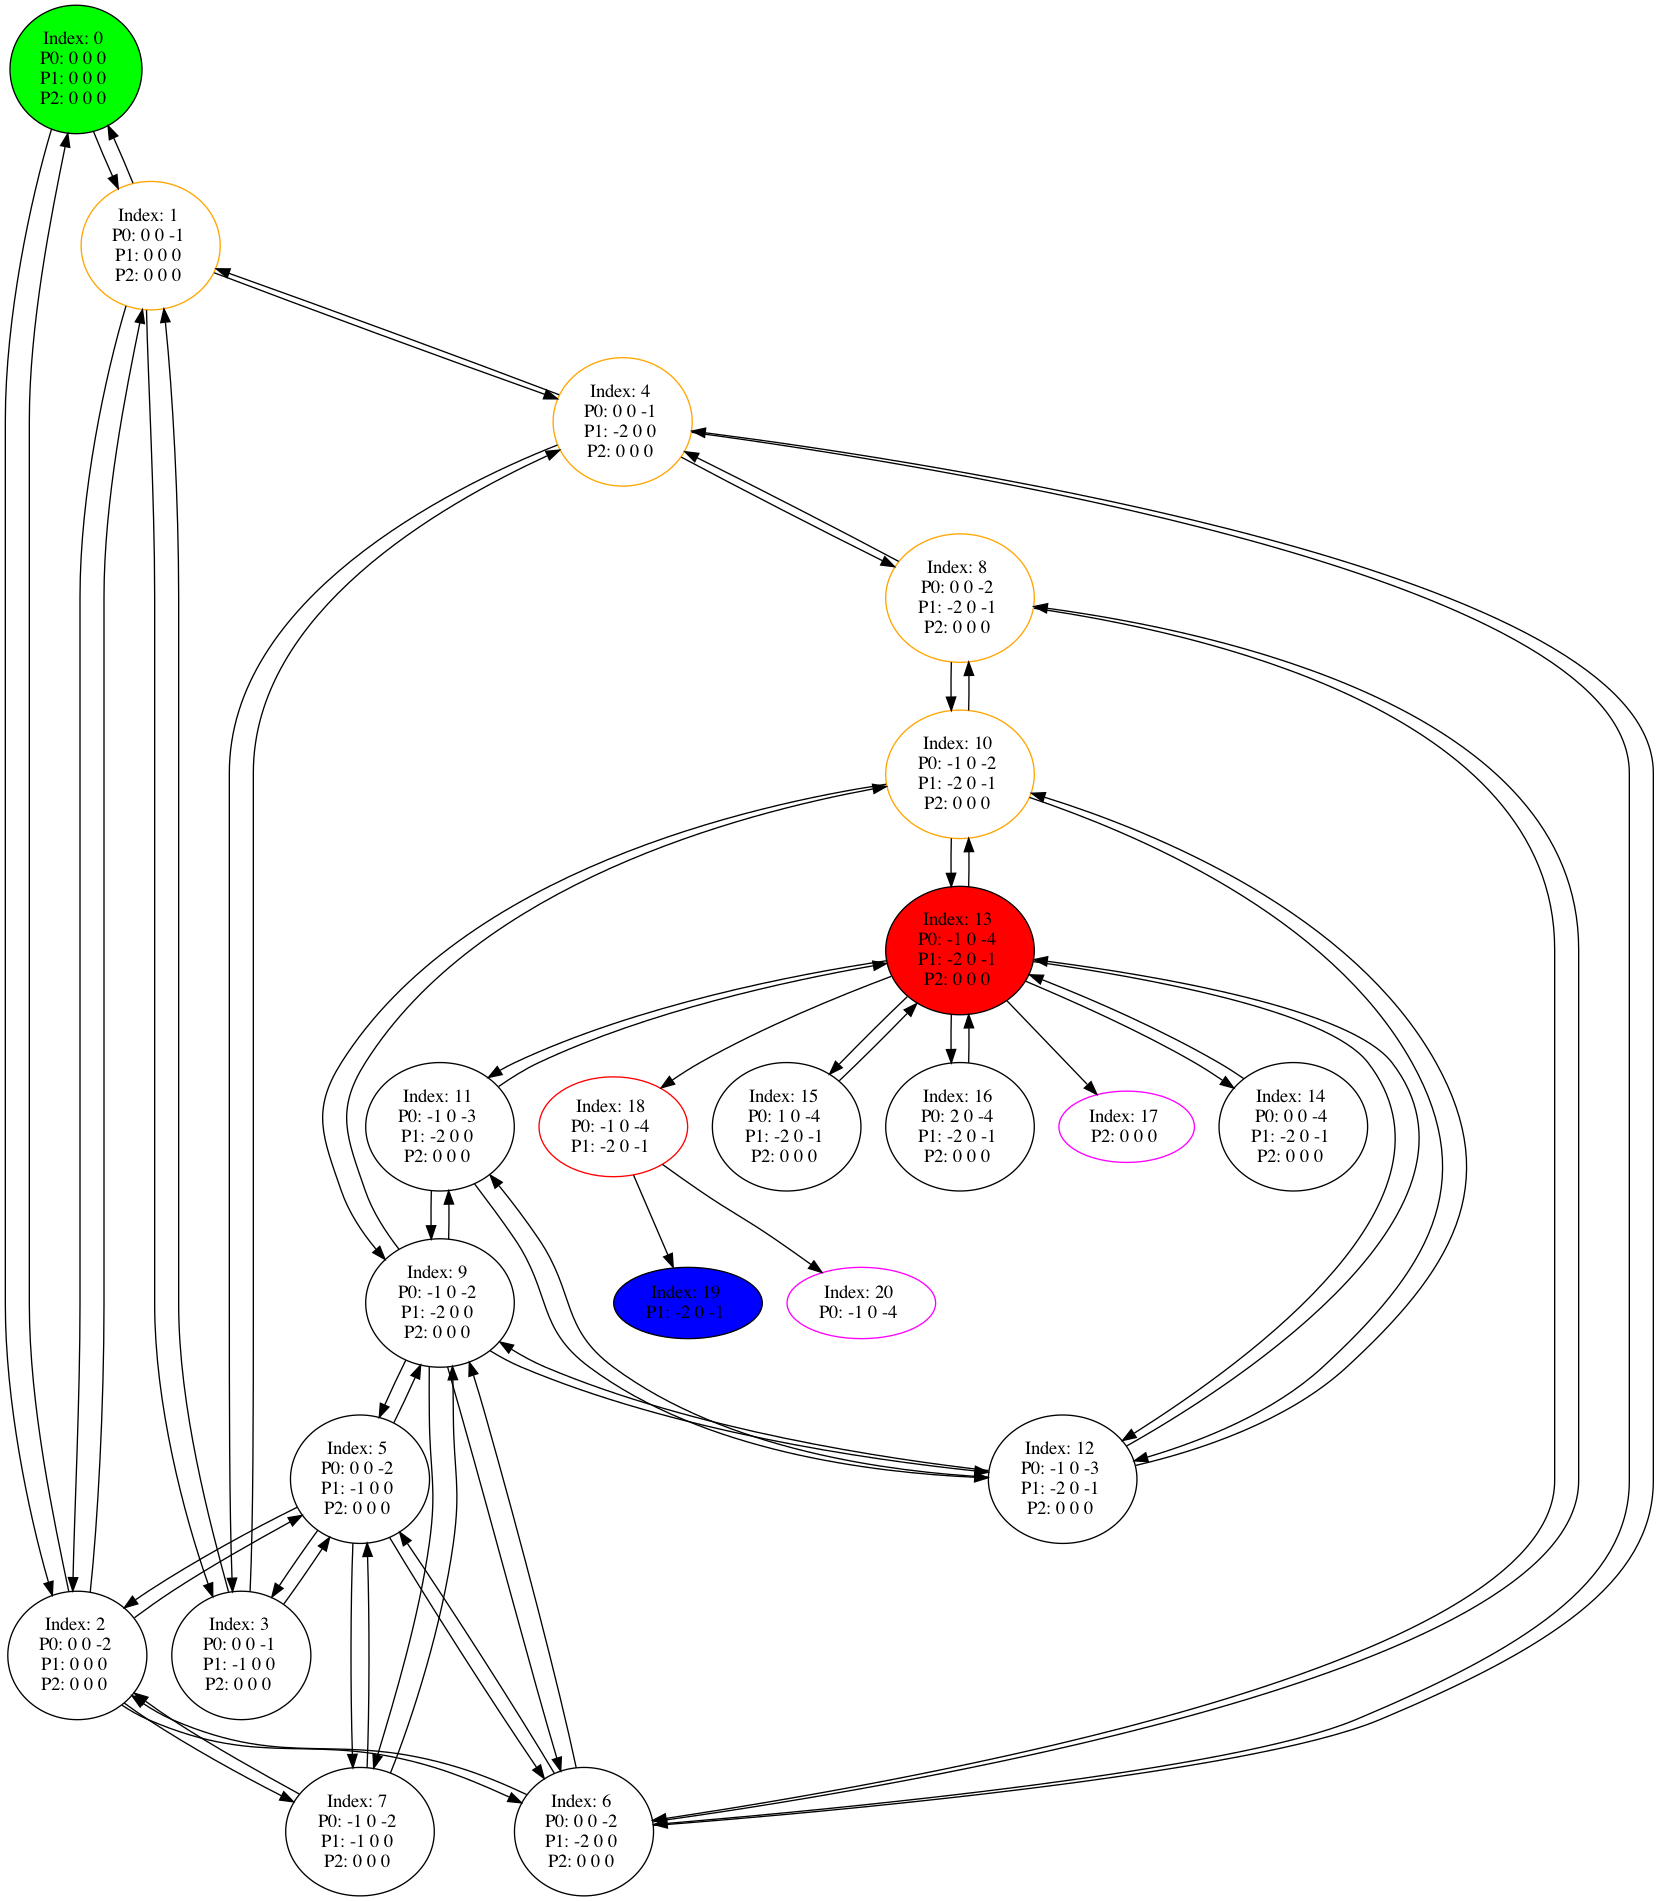 Index: 0
P0: 0 0 0
P1: 0 0 0
P2: 0 0 0
Index: 1
P0: 0 0 -1
P1: 0 0 0
P2: 0 0 0
Index: 4
P0: 0 0 -1
P1: -2 0 0
P2: 0 0 0
Index: 8
P0: 0 0 -2
P1: -2 0 -1
P2: 0 0 0
Index: 10
P0: -1 0 -2
P1: -2 0 -1
P2: 0 0 0
Index: 13
P0: -1 0 -4
P1: -2 0 -1
P2: 0 0 0
Index: 11
P0: -1 0 -3
P1: -2 0 0
P2: 0 0 0
Index: 18
P0: -1 0 -4
P1: -2 0 -1
Index: 15
P0: 1 0 -4
P1: -2 0 -1
P2: 0 0 0
Index: 16
P0: 2 0 -4
P1: -2 0 -1
P2: 0 0 0
Index: 17
P2: 0 0 0
Index: 14
P0: 0 0 -4
P1: -2 0 -1
P2: 0 0 0
Index: 9
P0: -1 0 -2
P1: -2 0 0
P2: 0 0 0
Index: 19
P1: -2 0 -1
Index: 20
P0: -1 0 -4
Index: 5
P0: 0 0 -2
P1: -1 0 0
P2: 0 0 0
Index: 12
P0: -1 0 -3
P1: -2 0 -1
P2: 0 0 0
Index: 2
P0: 0 0 -2
P1: 0 0 0
P2: 0 0 0
Index: 3
P0: 0 0 -1
P1: -1 0 0
P2: 0 0 0
Index: 7
P0: -1 0 -2
P1: -1 0 0
P2: 0 0 0
Index: 6
P0: 0 0 -2
P1: -2 0 0
P2: 0 0 0